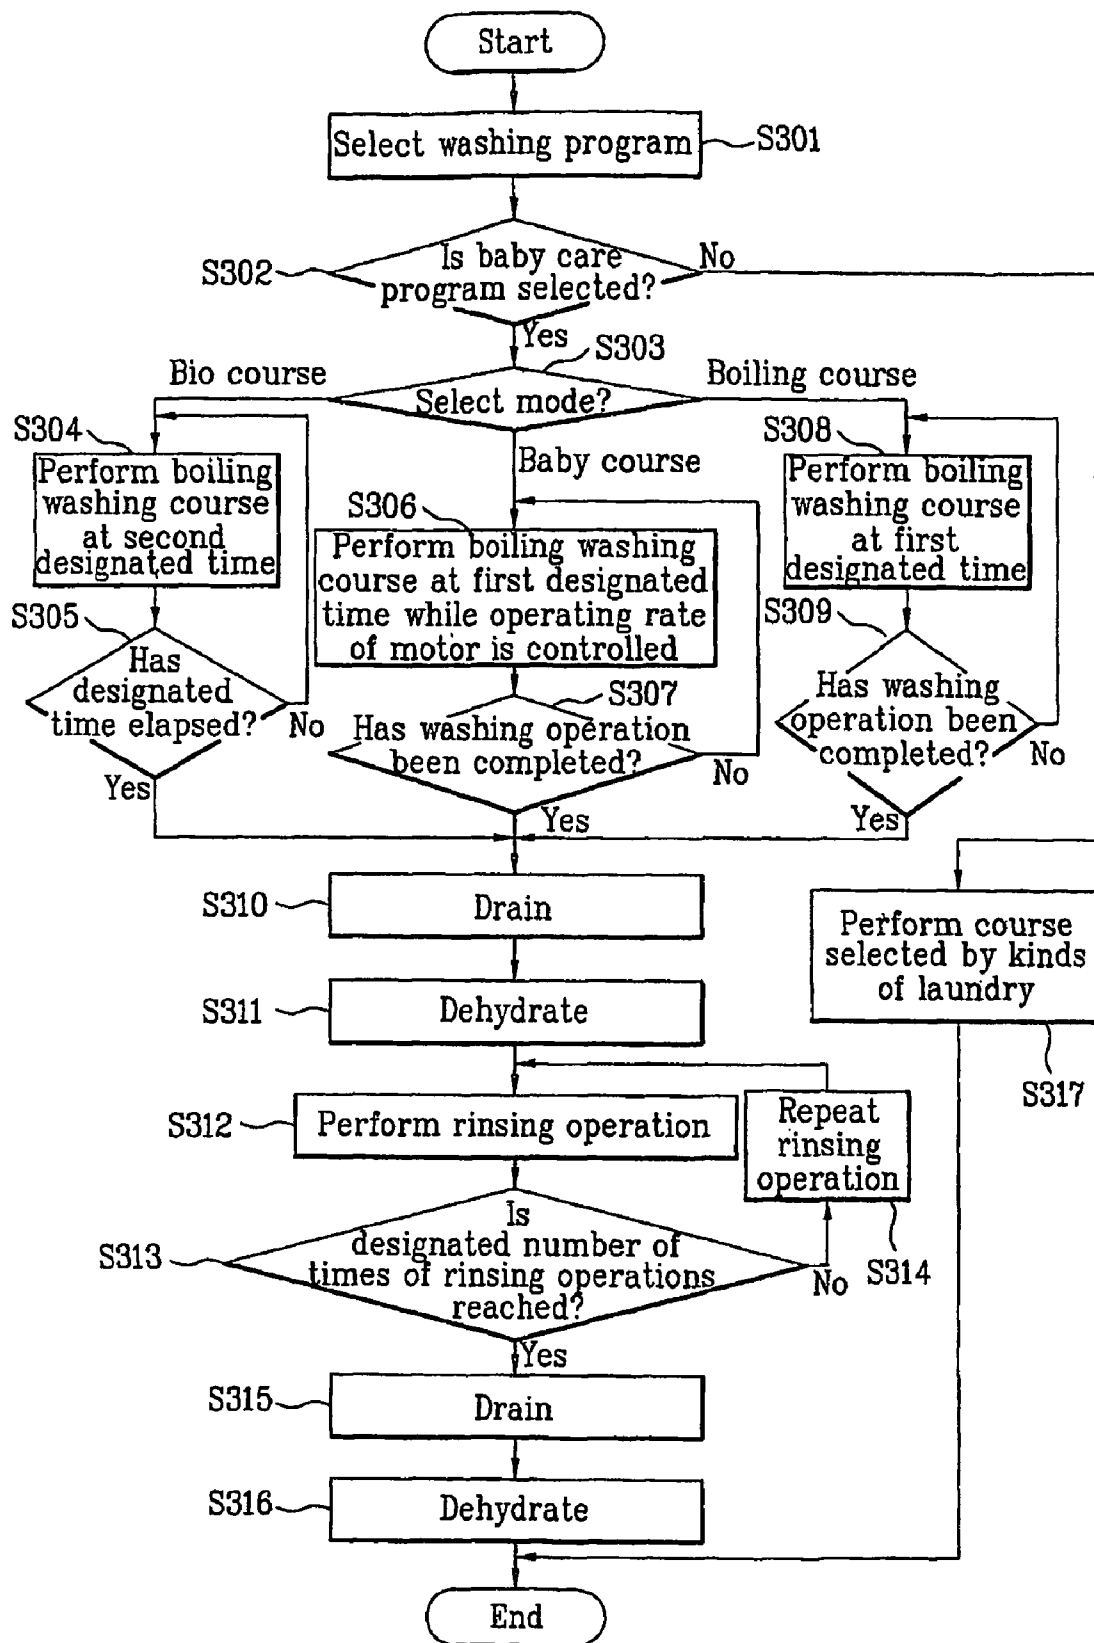 Start
Select washing program
S301
S302
Is baby care
program selected?
No
Yes
S303
Bio course
Select mode?
Boiling course
S304
Perform boiling
washing course
at second
designated time
Baby course
S306
Perform boiling washing
course at first designated
time while operating rate
of motor is controlled
S308
Perform boiling
washing course
at first
designated time
S305
Has
designated
time elapsed?
No
Yes
S307
Has washing operation
been completed?
No
Yes
S309
Has washing
operation been
completed?
No
Yes
S310
Drain
S311
Dehydrate
Perform course
selected by kinds
of laundry
S317
S312
Perform rinsing operation
Repeat
rinsing
operation
S314
S313
Is
designated number of
times of rinsing operations
reached?
No
Yes
S315
Drain
S316
Dehydrate
End